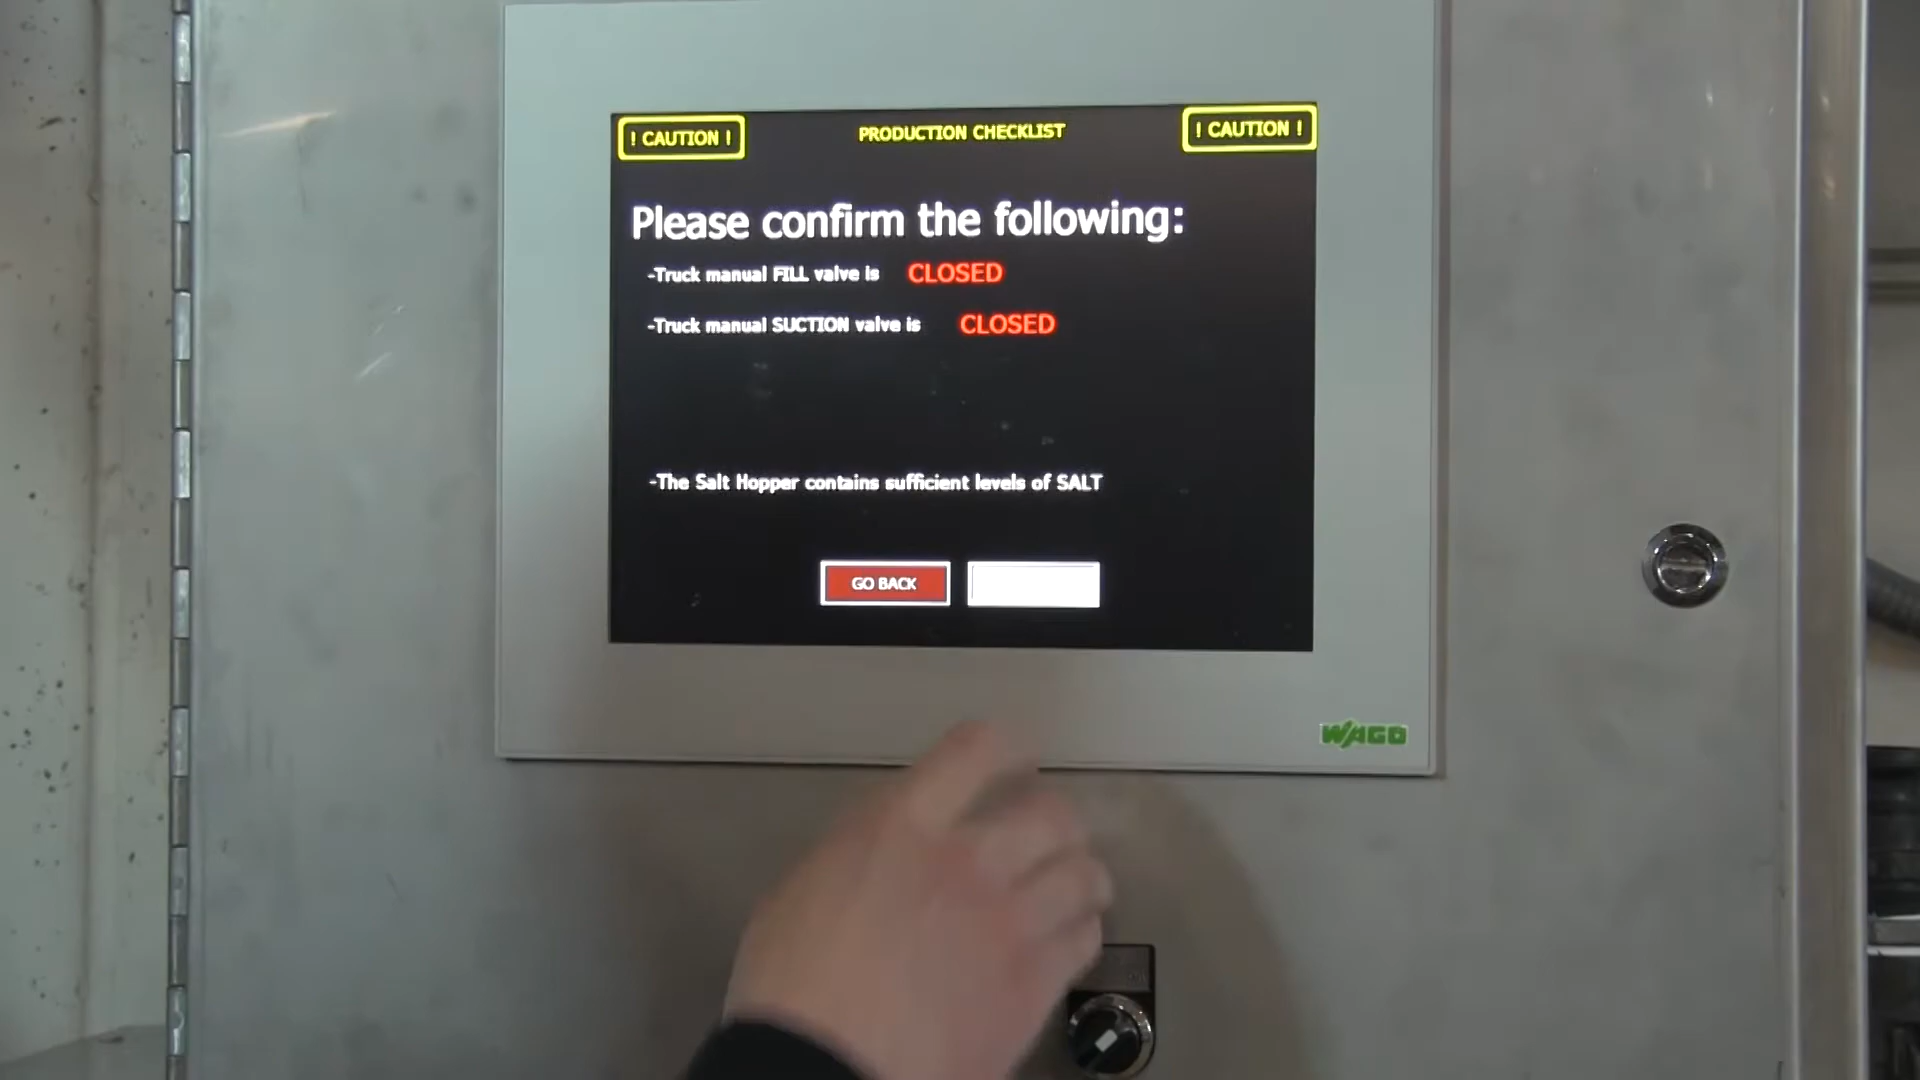 ! CAUTION !
PRODUCTION CHECKLIST
! CAUTION !
Please confirm the following:
-Truck manual FILL valve is CLOSED
-Truck manual SUCTION valve is CLOSED
-The Salt Hopper contains sufficient levels of SALT
GO BACK
WAGO